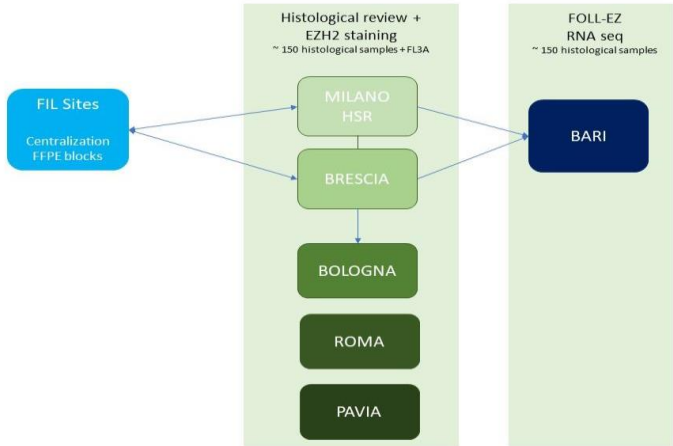 Histological review +
EZH2 staining
~ 150 histological samples + FL3A
FOLL-EZ
RNA seq
~ 150 histological samples
FIL Sites
Centralization
FFPE blocks
MILANO
HSR
BRESCIA
BOLOGNA
ROMA
PAVIA
BARI